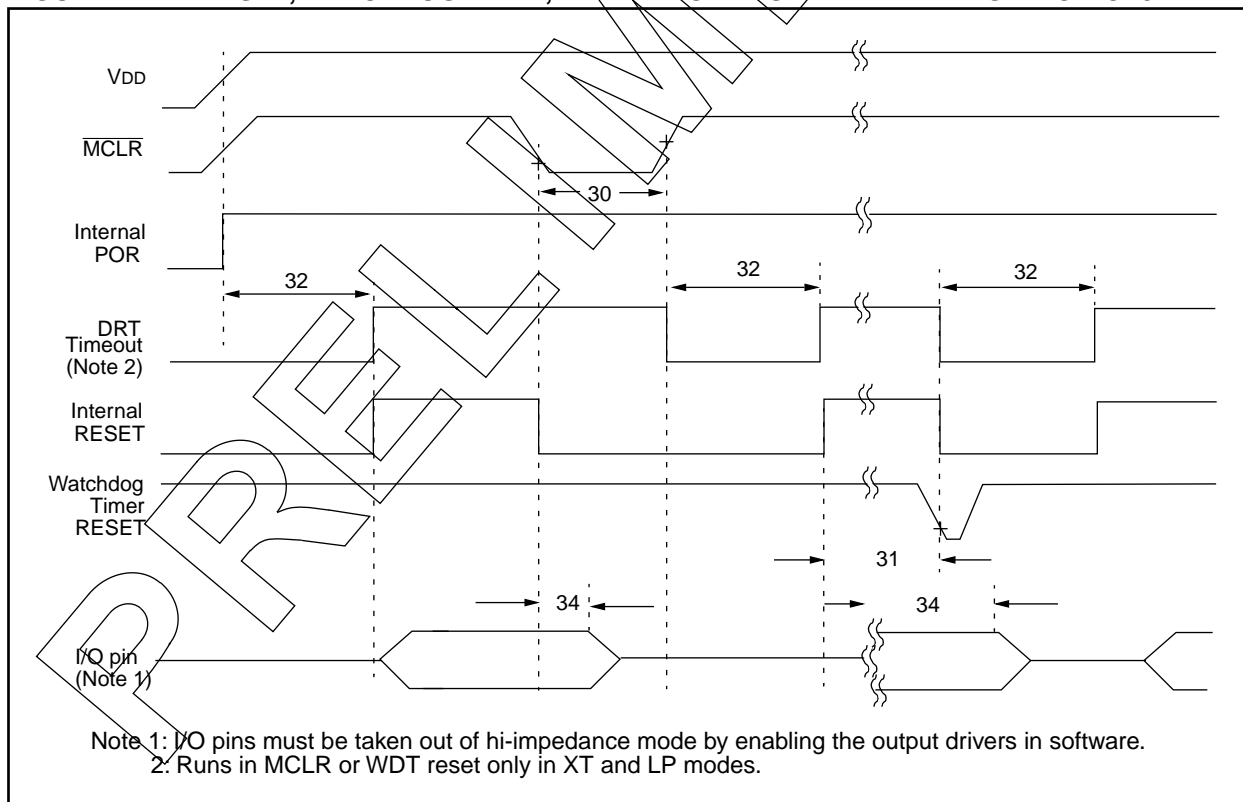 VDD
MCLR
30
Internal
POR
32
32
32
DRT
Timeout
(Note 2)
Internal
RESET
Watchdog
Timer
RESET
31
34
34
I/O pin
(Note 1)
Note 1: I/O pins must be taken out of hi-impedance mode by enabling the output drivers in software.
2: Runs in MCLR or WDT reset only in XT and LP modes.
PRELIM